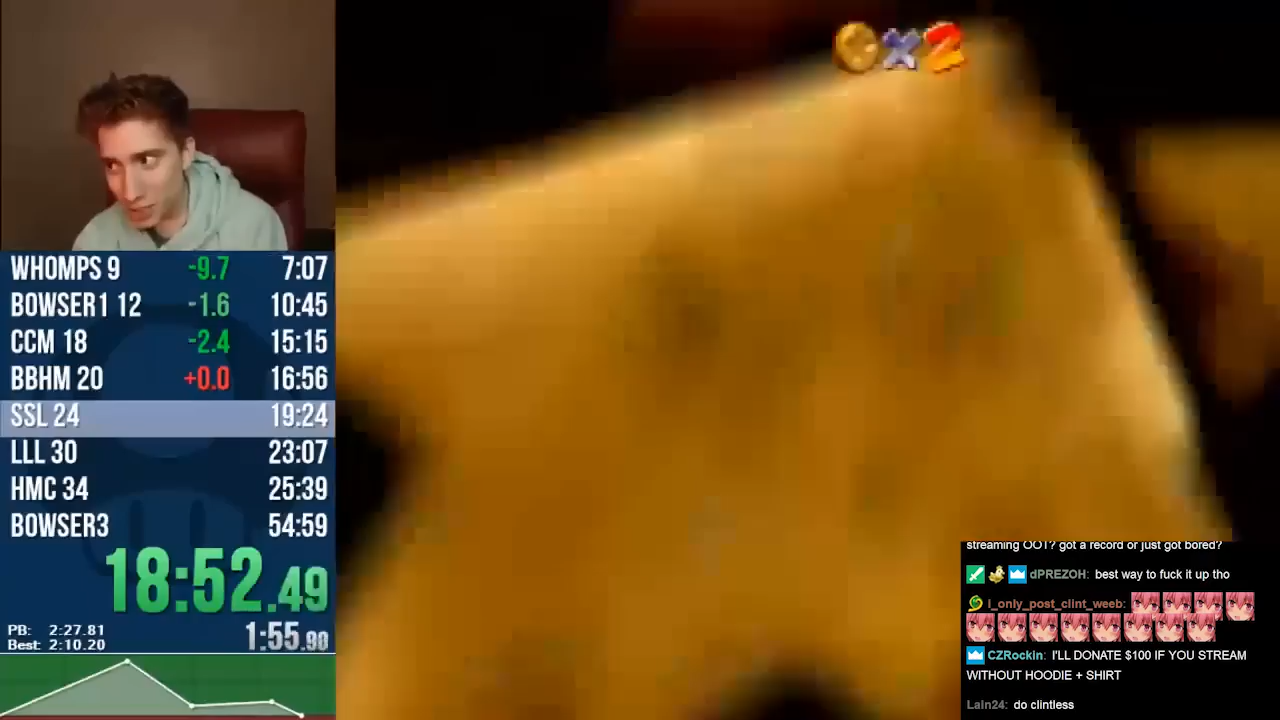 ×2
WHOMPS 9 -9.7 7:07
BOWSER1 12 -1.6 10:45
CCM 18 -2.4 15:15
BBHM 20 +0.0 16:56
SSL 24 19:24
LLL 30 23:07
HMC 34 25:39
BOWSER3 54:59
18:52.49
PB: 2:27.81
Best: 2:10.20
1:55.90
streaming OOT? got a record or just got bored?
dPREZOH: best way to fuck it up tho
I_only_post_clint_weeb:
CZRockin: I'LL DONATE $100 IF YOU STREAM
WITHOUT HOODIE + SHIRT
Lain24: do clintless